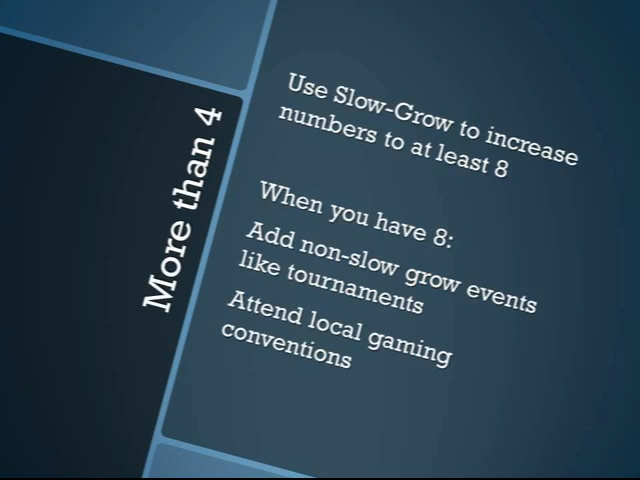 More than 4
Use Slow-Grow to increase
numbers to at least 8
When you have 8:
Add non-slow grow events
like tournaments
Attend local gaming
conventions